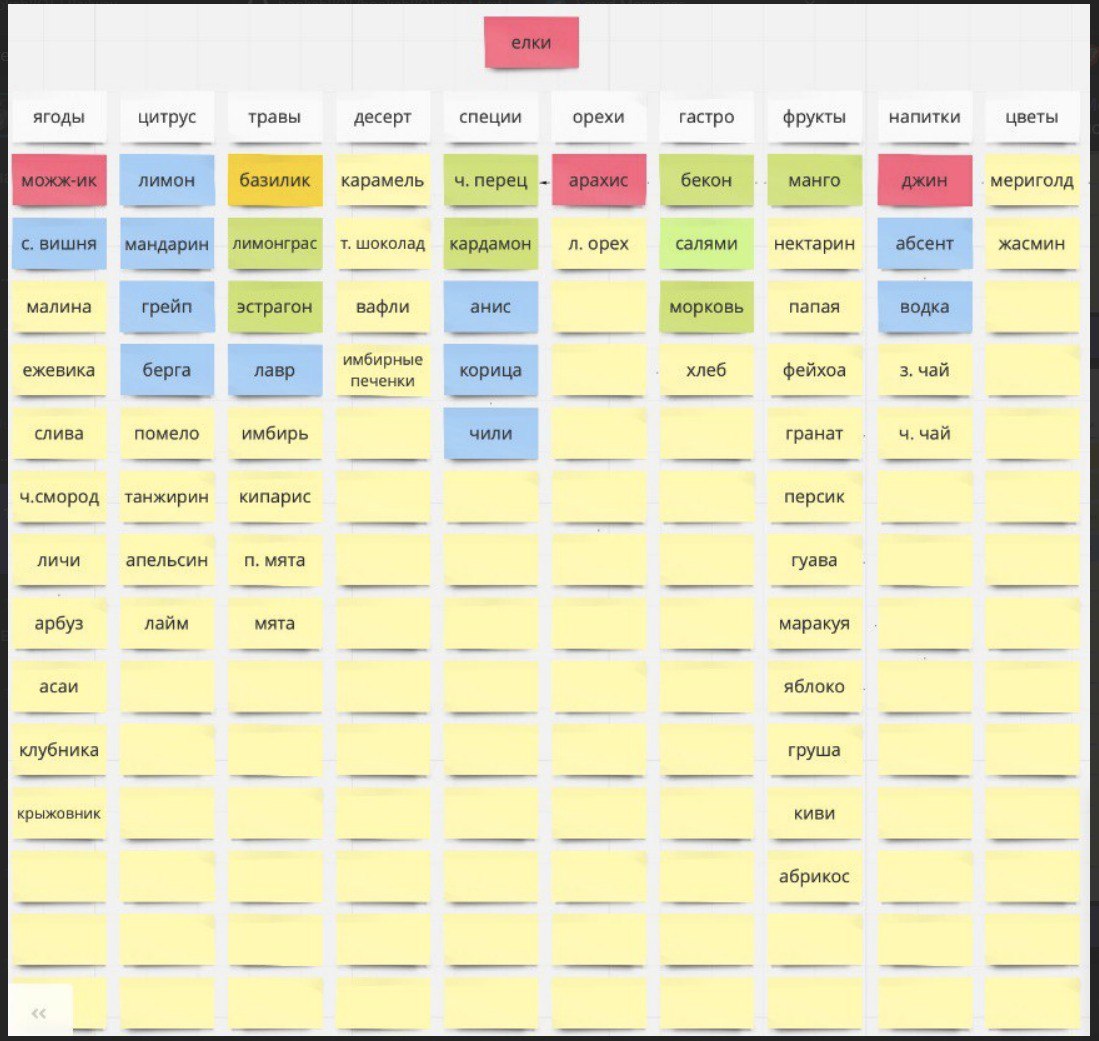 елки
ягоды цитрус травы десерт специи орехи гастро фрукты напитки цветы
можж-ик лимон базилик карамель ч. перец арахис бекон манго джин мериголд
с. вишня мандарин лимонграс т. шоколад кардамон л. орех салями нектарин абсент жасмин
малина грейп эстрагон вафли анис морковь папая водка
ежевика берга лавр имбирные печенки корица хлеб фейхоа з. чай
слива помело имбирь чили гранат ч. чай
ч.смород танжирин кипарис персик
личи апельсин п. мята гуава
арбуз лайм мята маракуя
асаи яблоко
клубника груша
крыжовник киви
абрикос